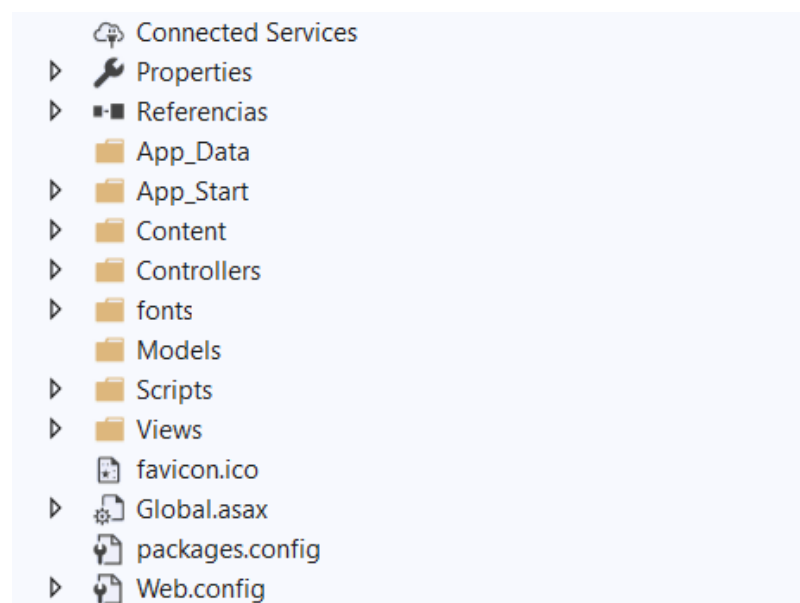 Connected Services
Properties
Referencias
App_Data
App_Start
Content
Controllers
fonts
Models
Scripts
Views
favicon.ico
Global.asax
packages.config
Web.config